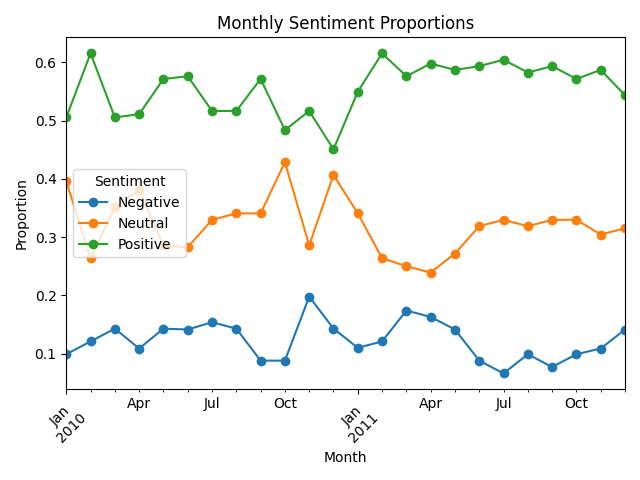 Monthly Sentiment Proportions
Proportion
0.6
0.5
0.4
0.3
0.2
0.1
Sentiment
Negative
Neutral
Positive
Jan
2010
Apr
Jul
Oct
Jan
2011
Apr
Jul
Oct
Month